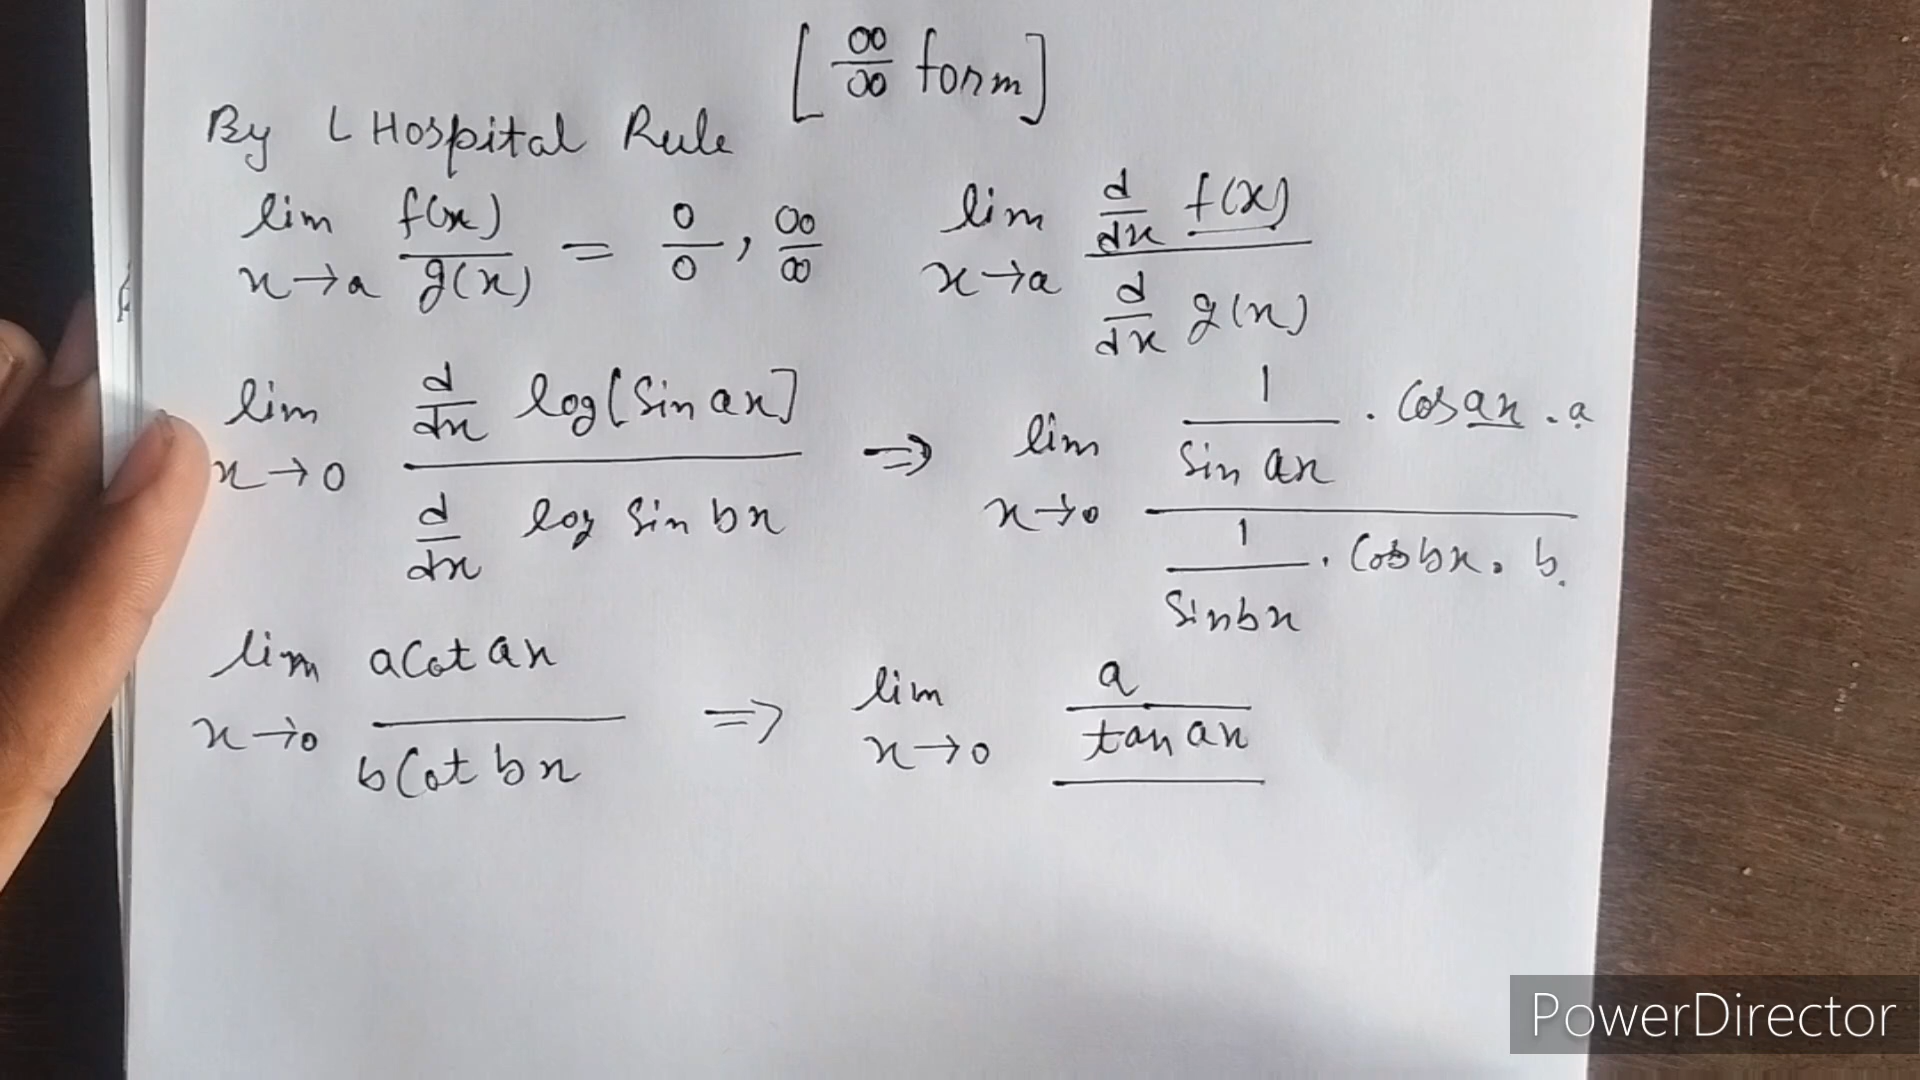 [ ∞/∞ form ]
By L Hospital Rule
lim x→a f(x)/g(x) = 0/0 , ∞/∞ lim x→a (d/dx f(x))/(d/dx g(x))
lim x→0 (d/dx log[Sin ax])/(d/dx log Sin bx) ⇒ lim x→0 (1/Sin ax . Cos ax . a)/(1/Sin bx . Cos bx . b.)
lim x→0 a Cot ax / b Cot bx ⇒ lim x→0 a/tan ax
PowerDirector